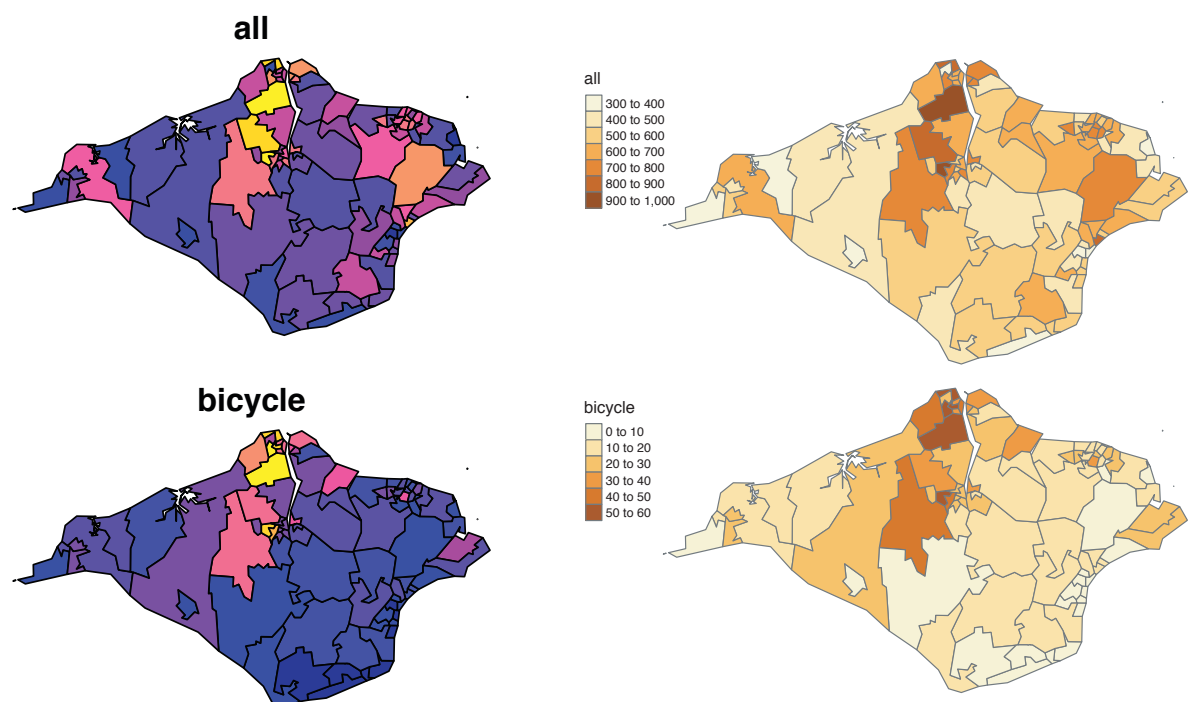 all
all
300 to 400
400 to 500
500 to 600
600 to 700
700 to 800
800 to 900
900 to 1,000
bicycle
bicycle
0 to 10
10 to 20
20 to 30
30 to 40
40 to 50
50 to 60